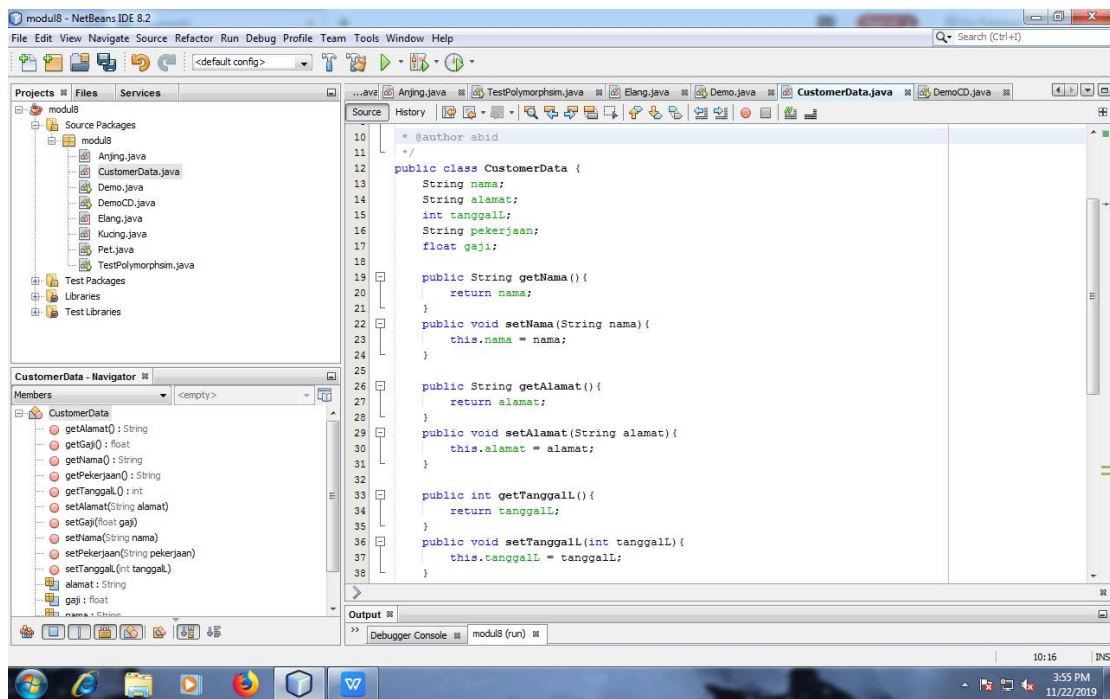 modul8 - NetBeans IDE 8.2
File Edit View Navigate Source Refactor Run Debug Profile Team Tools Window Help
Search (Ctrl+I)
<default config>
Projects Files Services
modul8
Source Packages
modul8
Anjing.java
CustomerData.java
Demo.java
DemoCD.java
Elang.java
Kucing.java
Pet.java
TestPolymorphsim.java
Test Packages
Libraries
Test Libraries
CustomerData - Navigator
Members <empty>
CustomerData
getAlamat() : String
getGaji() : float
getNama() : String
getPekerjaan() : String
getTanggalL() : int
setAlamat(String alamat)
setGaji(float gaji)
setNama(String nama)
setPekerjaan(String pekerjaan)
setTanggalL(int tanggalL)
alamat : String
gaji : float
nama : String
...ava Anjing.java TestPolymorphsim.java Elang.java Demo.java CustomerData.java DemoCD.java
Source History
10 * @author abid
11 */
12 public class CustomerData {
13 String nama;
14 String alamat;
15 int tanggalL;
16 String pekerjaan;
17 float gaji;
18
19 public String getNama(){
20 return nama;
21 }
22 public void setNama(String nama){
23 this.nama = nama;
24 }
25
26 public String getAlamat(){
27 return alamat;
28 }
29 public void setAlamat(String alamat){
30 this.alamat = alamat;
31 }
32
33 public int getTanggalL(){
34 return tanggalL;
35 }
36 public void setTanggalL(int tanggalL){
37 this.tanggalL = tanggalL;
38 }
Output
Debugger Console modul8 (run)
10:16 INS
3:55 PM
11/22/2019